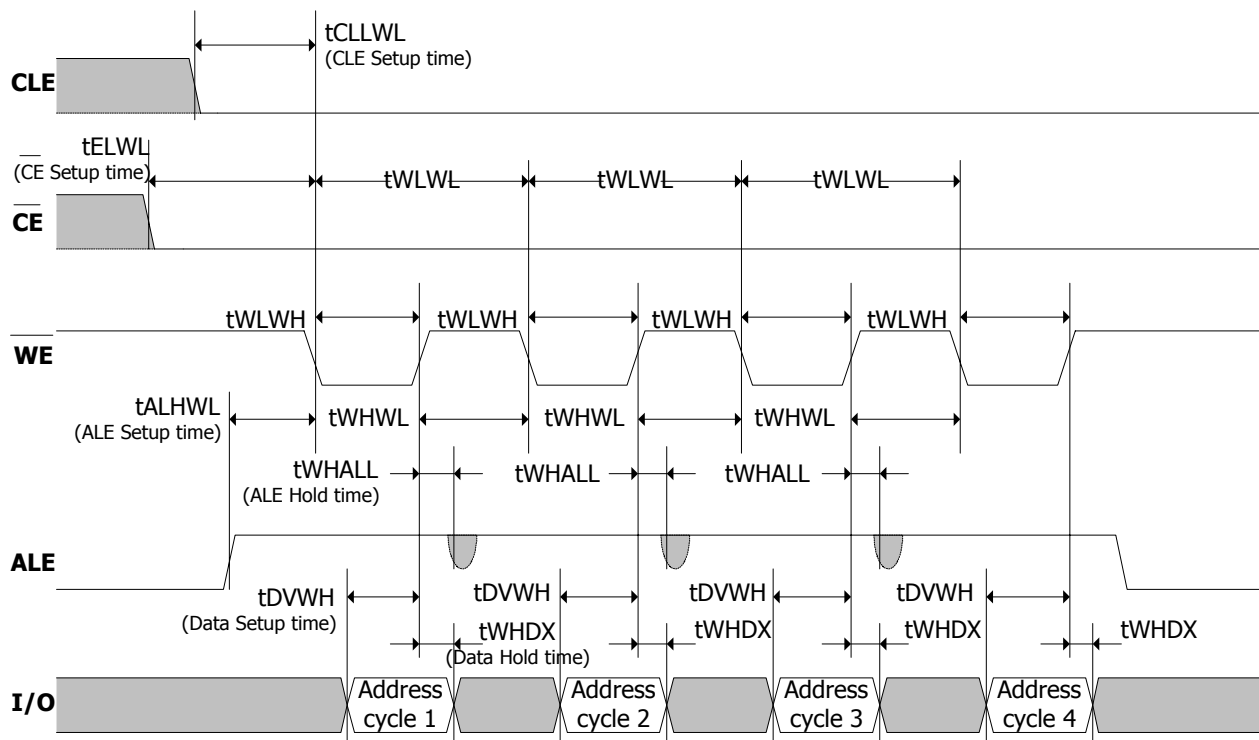 tCLLWL
(CLE Setup time)
CLE
tELWL
(CE Setup time)
tWLWL
tWLWL
tWLWL
CE
tWLWH
tWLWH
tWLWH
tWLWH
WE
tALHWL
(ALE Setup time)
tWHWL
tWHWL
tWHWL
tWHALL
(ALE Hold time)
tWHALL
tWHALL
ALE
tDVWH
(Data Setup time)
tDVWH
tDVWH
tDVWH
tWHDX
(Data Hold time)
tWHDX
tWHDX
tWHDX
I/O
Address
cycle 1
Address
cycle 2
Address
cycle 3
Address
cycle 4